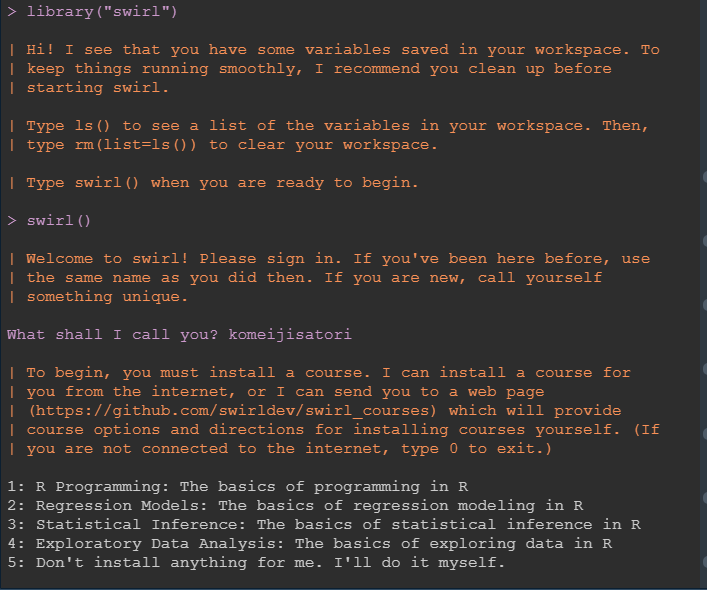 > library("swirl")
| Hi! I see that you have some variables saved in your workspace. To
| keep things running smoothly, I recommend you clean up before
| starting swirl.
| Type ls() to see a list of the variables in your workspace. Then,
| type rm(list=ls()) to clear your workspace.
| Type swirl() when you are ready to begin.
> swirl()
| Welcome to swirl! Please sign in. If you've been here before, use
| the same name as you did then. If you are new, call yourself
| something unique.
What shall I call you? komeijisatori
| To begin, you must install a course. I can install a course for
| you from the internet, or I can send you to a web page
| (https://github.com/swirldev/swirl_courses) which will provide
| course options and directions for installing courses yourself. (If
| you are not connected to the internet, type 0 to exit.)
1: R Programming: The basics of programming in R
2: Regression Models: The basics of regression modeling in R
3: Statistical Inference: The basics of statistical inference in R
4: Exploratory Data Analysis: The basics of exploring data in R
5: Don't install anything for me. I'll do it myself.